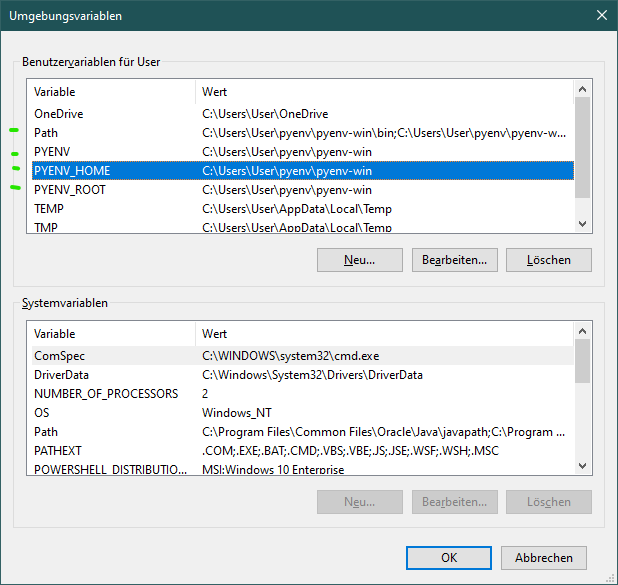 Umgebungsvariablen
Benutzervariablen für User
Variable Wert
OneDrive C:\Users\User\OneDrive
Path C:\Users\User\pyenv\pyenv-win\bin;C:\Users\User\pyenv\pyenv-w...
PYENV C:\Users\User\pyenv\pyenv-win
PYENV_HOME C:\Users\User\pyenv\pyenv-win
PYENV_ROOT C:\Users\User\pyenv\pyenv-win
TEMP C:\Users\User\AppData\Local\Temp
TMP C:\Users\User\AppData\Local\Temp
Neu... Bearbeiten... Löschen
Systemvariablen
Variable Wert
ComSpec C:\WINDOWS\system32\cmd.exe
DriverData C:\Windows\System32\Drivers\DriverData
NUMBER_OF_PROCESSORS 2
OS Windows_NT
Path C:\Program Files\Common Files\Oracle\Java\javapath;C:\Program ...
PATHEXT .COM;.EXE;.BAT;.CMD;.VBS;.VBE;.JS;.JSE;.WSF;.WSH;.MSC
POWERSHELL_DISTRIBUTIO... MSI:Windows 10 Enterprise
Neu... Bearbeiten... Löschen
OK Abbrechen